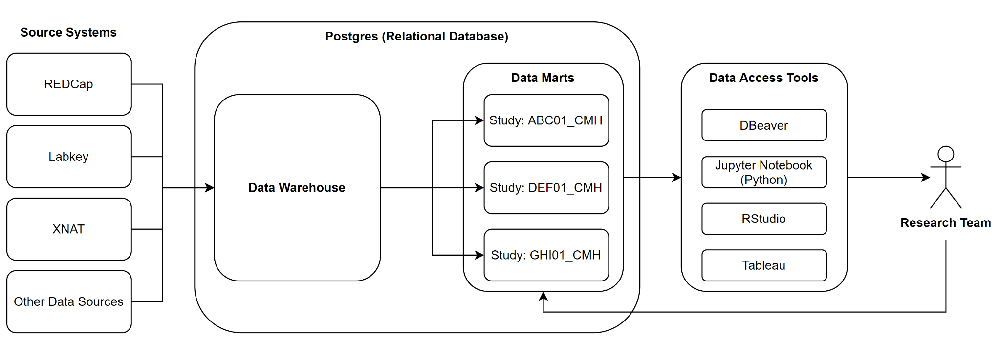 Source Systems
REDCap
Labkey
XNAT
Other Data Sources
Postgres (Relational Database)
Data Warehouse
Data Marts
Study: ABC01_CMH
Study: DEF01_CMH
Study: GHI01_CMH
Data Access Tools
DBeaver
Jupyter Notebook
(Python)
RStudio
Tableau
Research Team